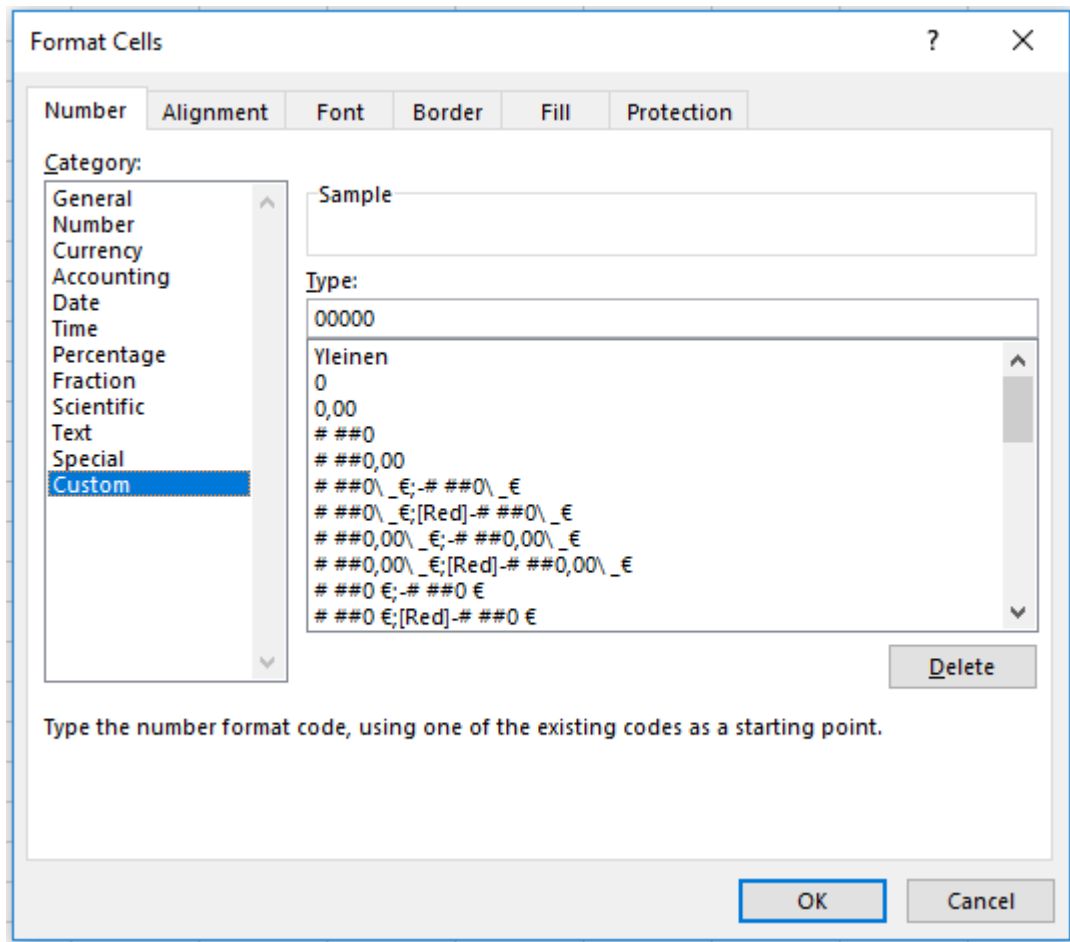 Format Cells ?
Number Alignment Font Border Fill Protection
Category:
General
Number
Currency
Accounting
Date
Time
Percentage
Fraction
Scientific
Text
Special
Custom
Sample
Type:
00000
Yleinen
0
0,00
# ##0
# ##0,00
# ##0\ _€;-# ##0\ _€
# ##0\ _€;[Red]-# ##0\ _€
# ##0,00\ _€;-# ##0,00\ _€
# ##0,00\ _€;[Red]-# ##0,00\ _€
# ##0 €;-# ##0 €
# ##0 €;[Red]-# ##0 €
Delete
Type the number format code, using one of the existing codes as a starting point.
OK Cancel